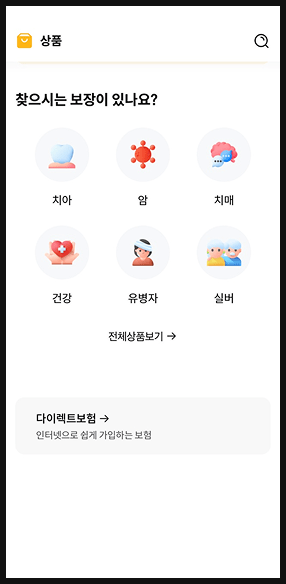 상품
찾으시는 보장이 있나요?
치아
암
치매
건강
유병자
실버
전체상품보기 →
다이렉트보험 →
인터넷으로 쉽게 가입하는 보험